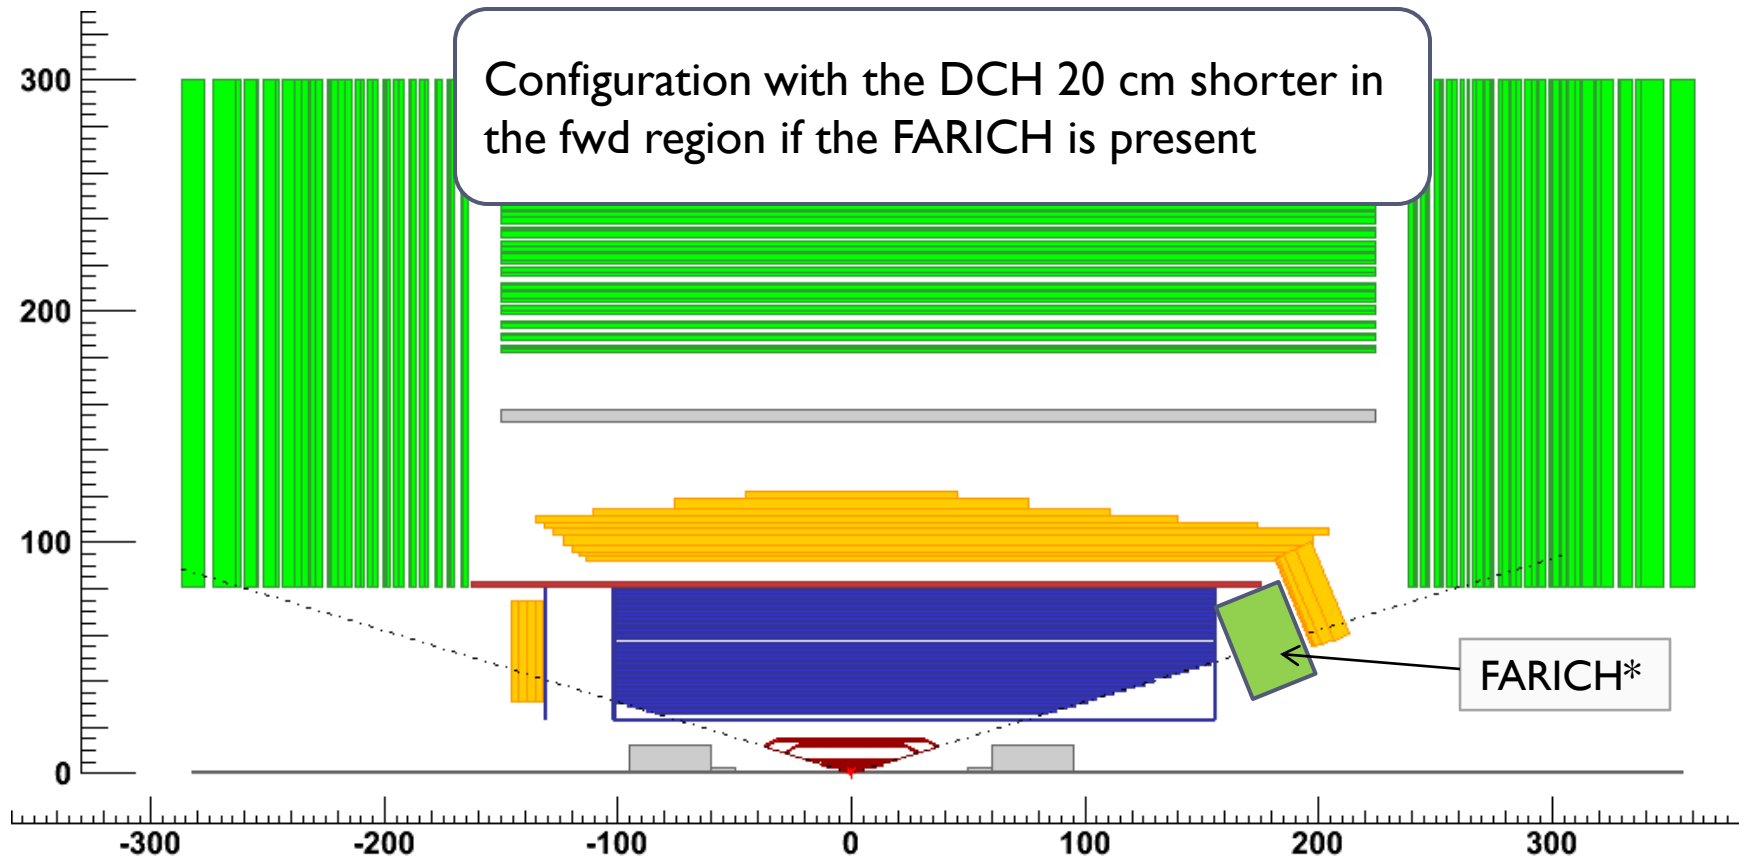 300
Configuration with the DCH 20 cm shorter in
the fwd region if the FARICH is present
200
100
FARICH*
0
-300 -200 -100 0 100 200 300